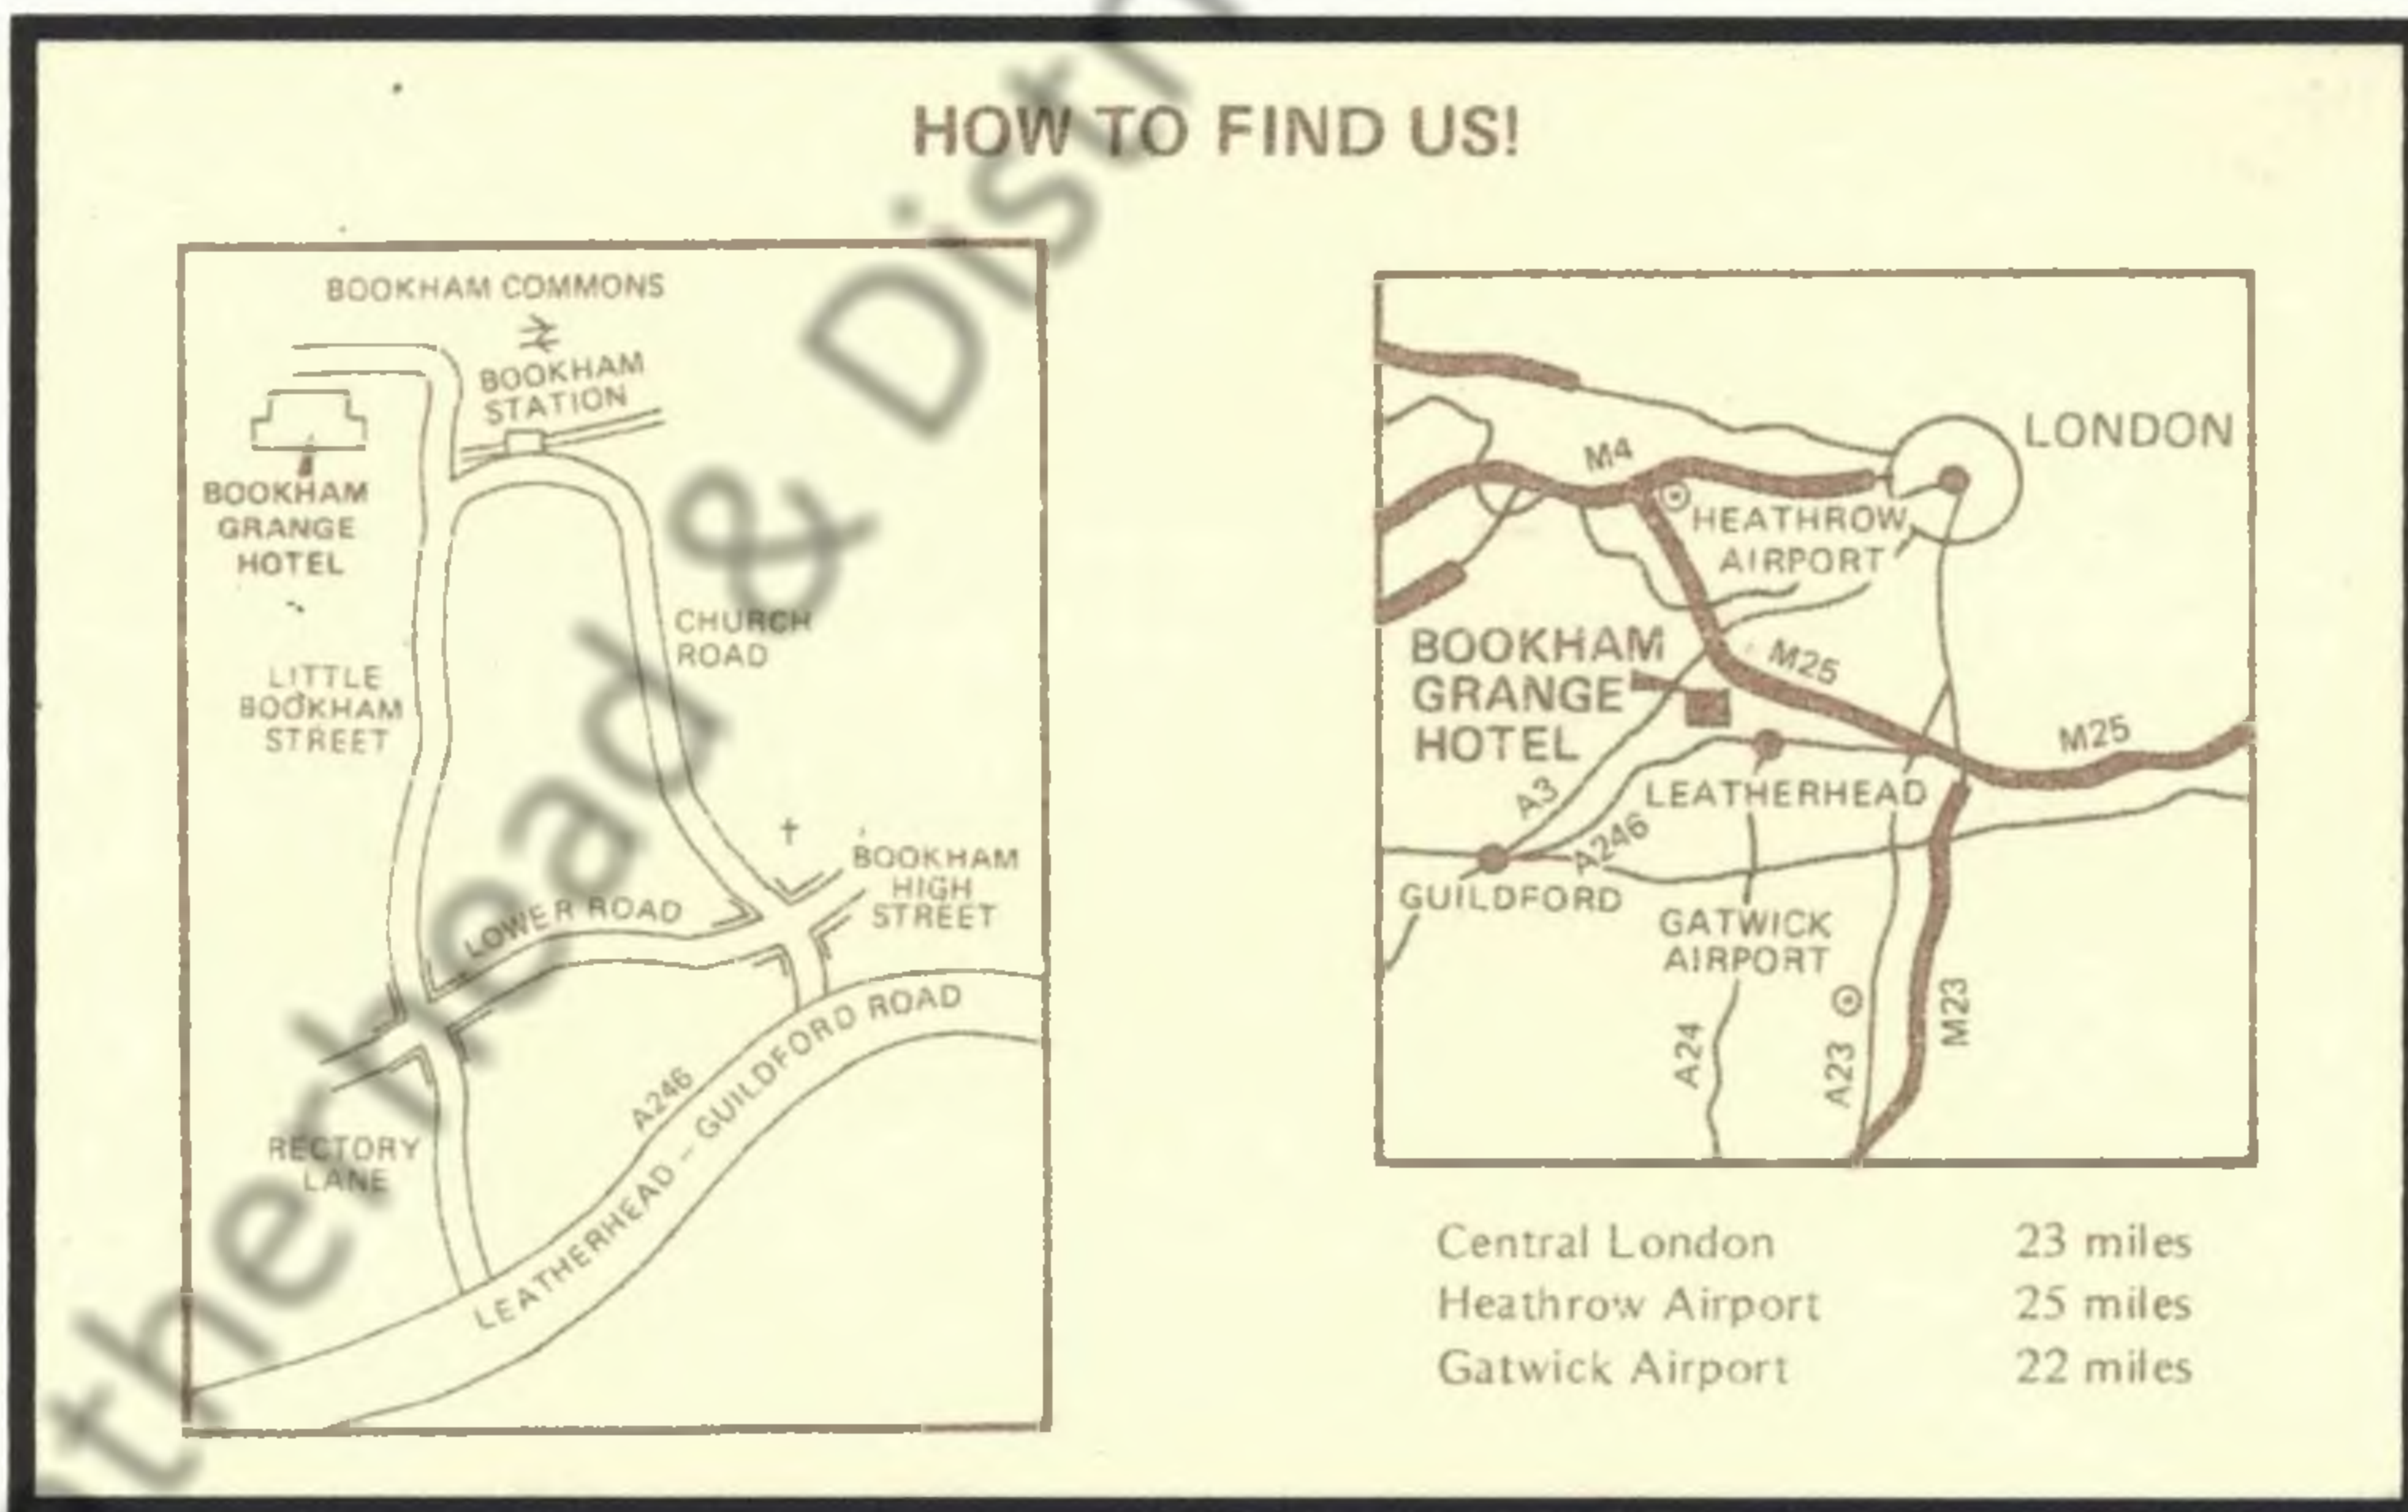 HOW TO FIND US!
BOOKHAM COMMONS
BOOKHAM
STATION
BOOKHAM
GRANGE
HOTEL
CHURCH
ROAD
LITTLE
BOOKHAM
STREET
BOOKHAM
HIGH
STREET
LOWER ROAD
A246
LEATHERHEAD - GUILDFORD ROAD
RECTORY
LANE
LONDON
M4
HEATHROW
AIRPORT
BOOKHAM
GRANGE
HOTEL
M25
M25
A3
LEATHERHEAD
A246
GUILDFORD
GATWICK
AIRPORT
A24
A23
M23
Central London 23 miles
Heathrow Airport 25 miles
Gatwick Airport 22 miles
therhead & Distr